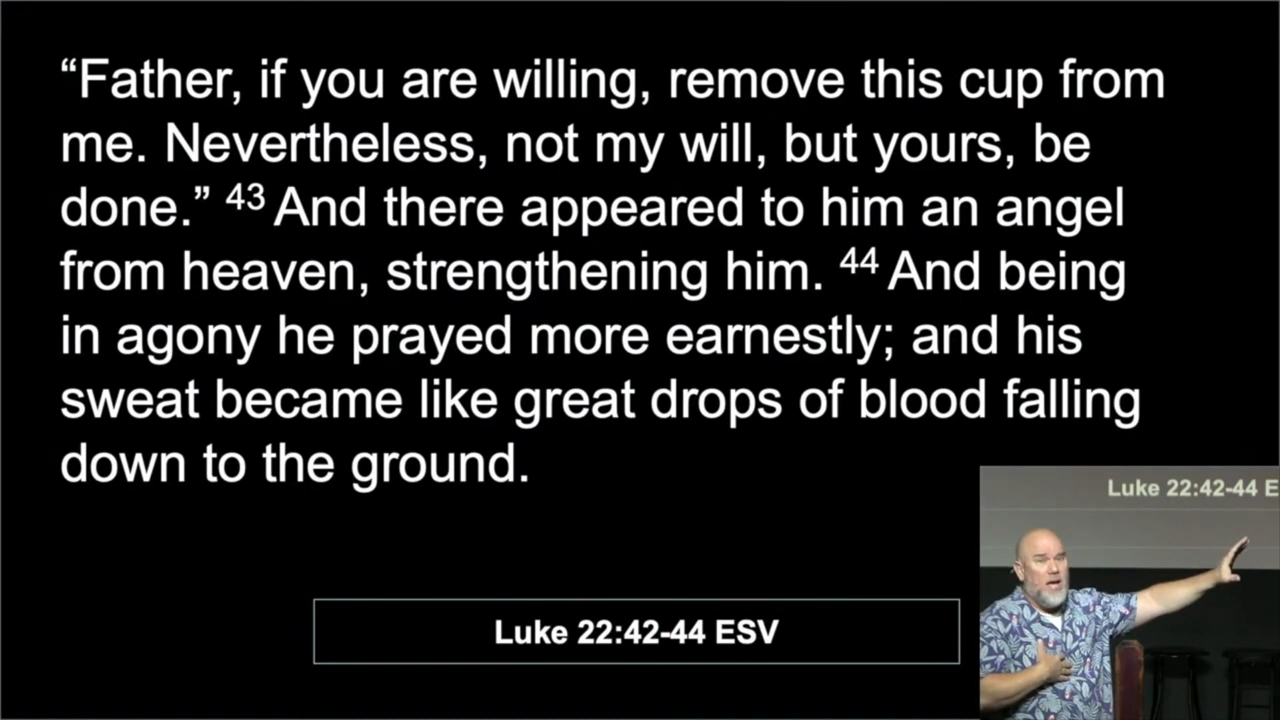 “Father, if you are willing, remove this cup from
me. Nevertheless, not my will, but yours, be
done.” 43 And there appeared to him an angel
from heaven, strengthening him. 44 And being
in agony he prayed more earnestly; and his
sweat became like great drops of blood falling
down to the ground.
Luke 22:42-44 E
Luke 22:42-44 ESV